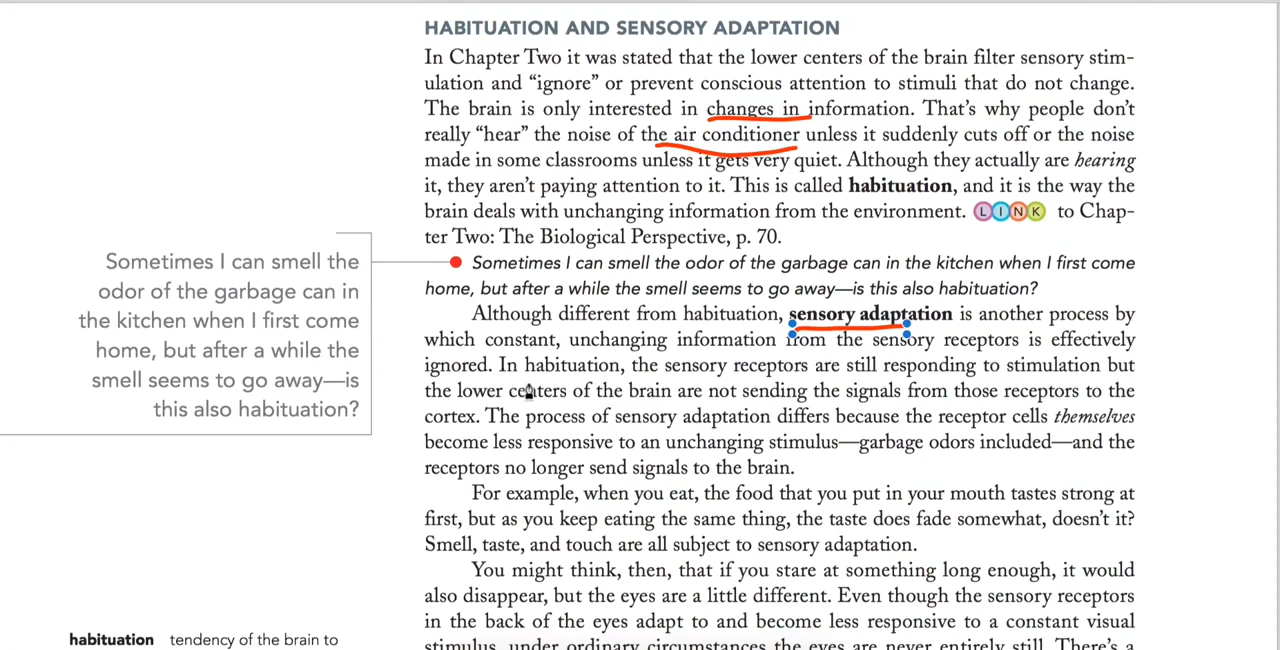 HABITUATION AND SENSORY ADAPTATION
In Chapter Two it was stated that the lower centers of the brain filter sensory stim-
ulation and “ignore” or prevent conscious attention to stimuli that do not change.
The brain is only interested in changes in information. That’s why people don’t
really “hear” the noise of the air conditioner unless it suddenly cuts off or the noise
made in some classrooms unless it gets very quiet. Although they actually are hearing
it, they aren’t paying attention to it. This is called habituation, and it is the way the
brain deals with unchanging information from the environment. LINK to Chap-
ter Two: The Biological Perspective, p. 70.
Sometimes I can smell the odor of the garbage can in the kitchen when I first come
home, but after a while the smell seems to go away—is this also habituation?
Sometimes I can smell the
odor of the garbage can in
the kitchen when I first come
home, but after a while the
smell seems to go away—is
this also habituation?
Although different from habituation, sensory adaptation is another process by
which constant, unchanging information from the sensory receptors is effectively
ignored. In habituation, the sensory receptors are still responding to stimulation but
the lower centers of the brain are not sending the signals from those receptors to the
cortex. The process of sensory adaptation differs because the receptor cells themselves
become less responsive to an unchanging stimulus—garbage odors included—and the
receptors no longer send signals to the brain.
For example, when you eat, the food that you put in your mouth tastes strong at
first, but as you keep eating the same thing, the taste does fade somewhat, doesn’t it?
Smell, taste, and touch are all subject to sensory adaptation.
You might think, then, that if you stare at something long enough, it would
also disappear, but the eyes are a little different. Even though the sensory receptors
in the back of the eyes adapt to and become less responsive to a constant visual
stimulus, under ordinary circumstances the eyes are never entirely still. There’s a
habituation tendency of the brain to